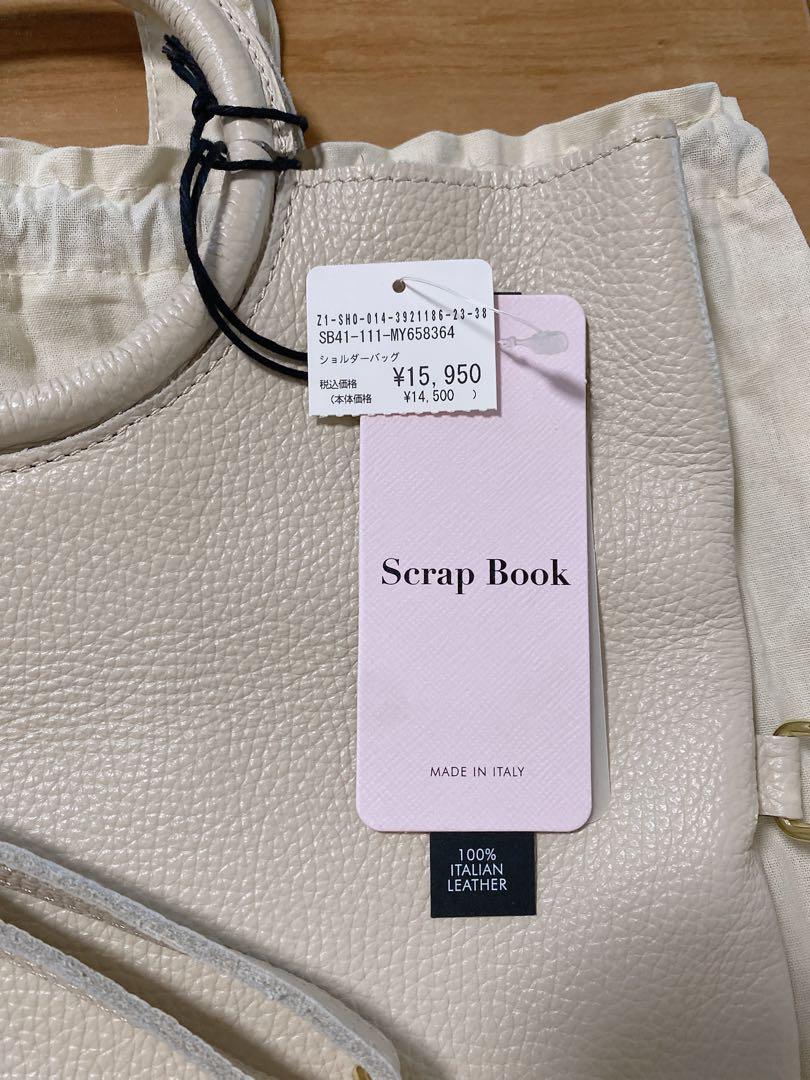 Z1-SHO-014-3921186-23-38
SB41-111-MY658364
ショルダーバッグ
税込価格 ¥15,950
(本体価格 ¥14,500 )
Scrap Book
MADE IN ITALY
100%
ITALIAN
LEATHER